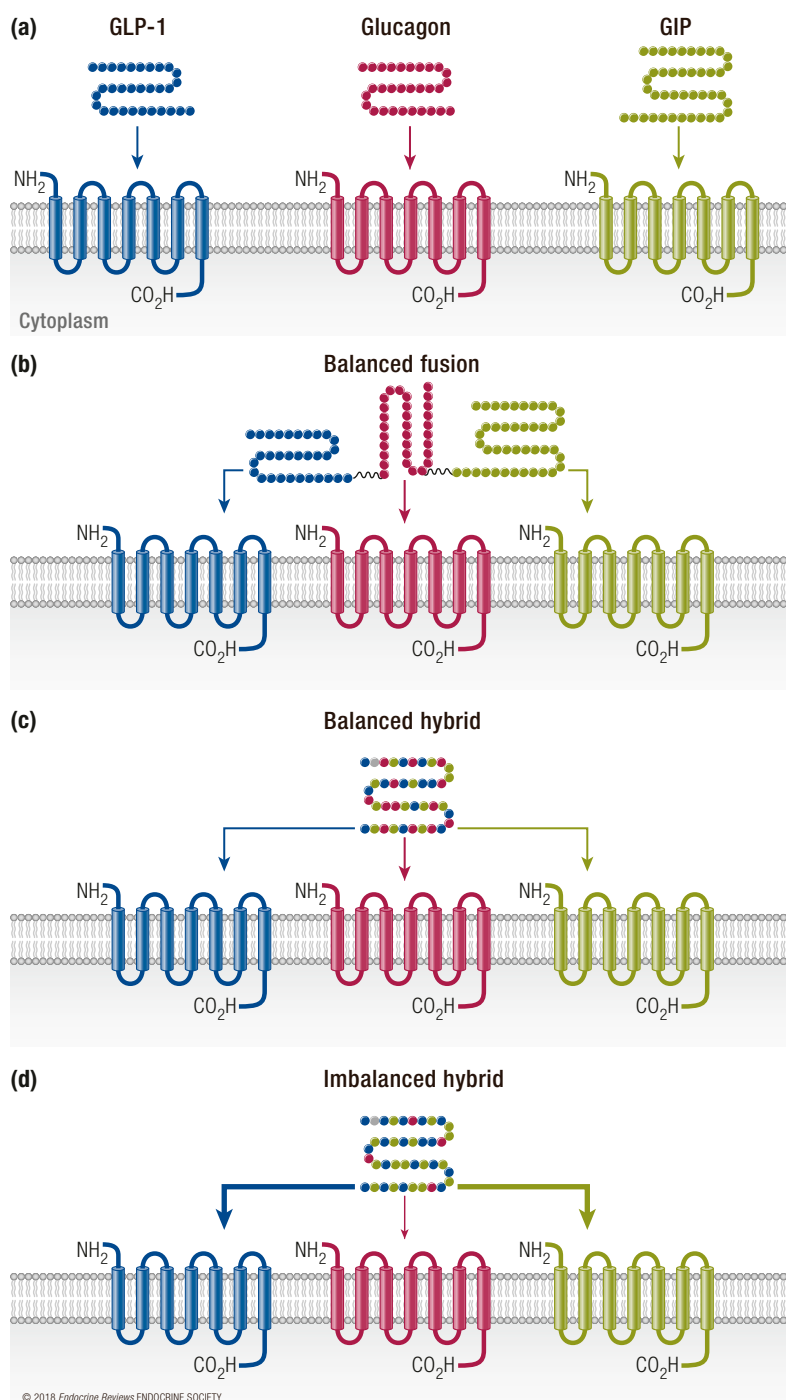 (a) GLP-1 Glucagon GIP
NH2 NH2 NH2
CO2H CO2H CO2H
Cytoplasm
(b) Balanced fusion
NH2 NH2 NH2
CO2H CO2H CO2H
(c) Balanced hybrid
NH2 NH2 NH2
CO2H CO2H CO2H
(d) Imbalanced hybrid
NH2 NH2 NH2
CO2H CO2H CO2H
© 2018 Endocrine Reviews ENDOCRINE SOCIETY